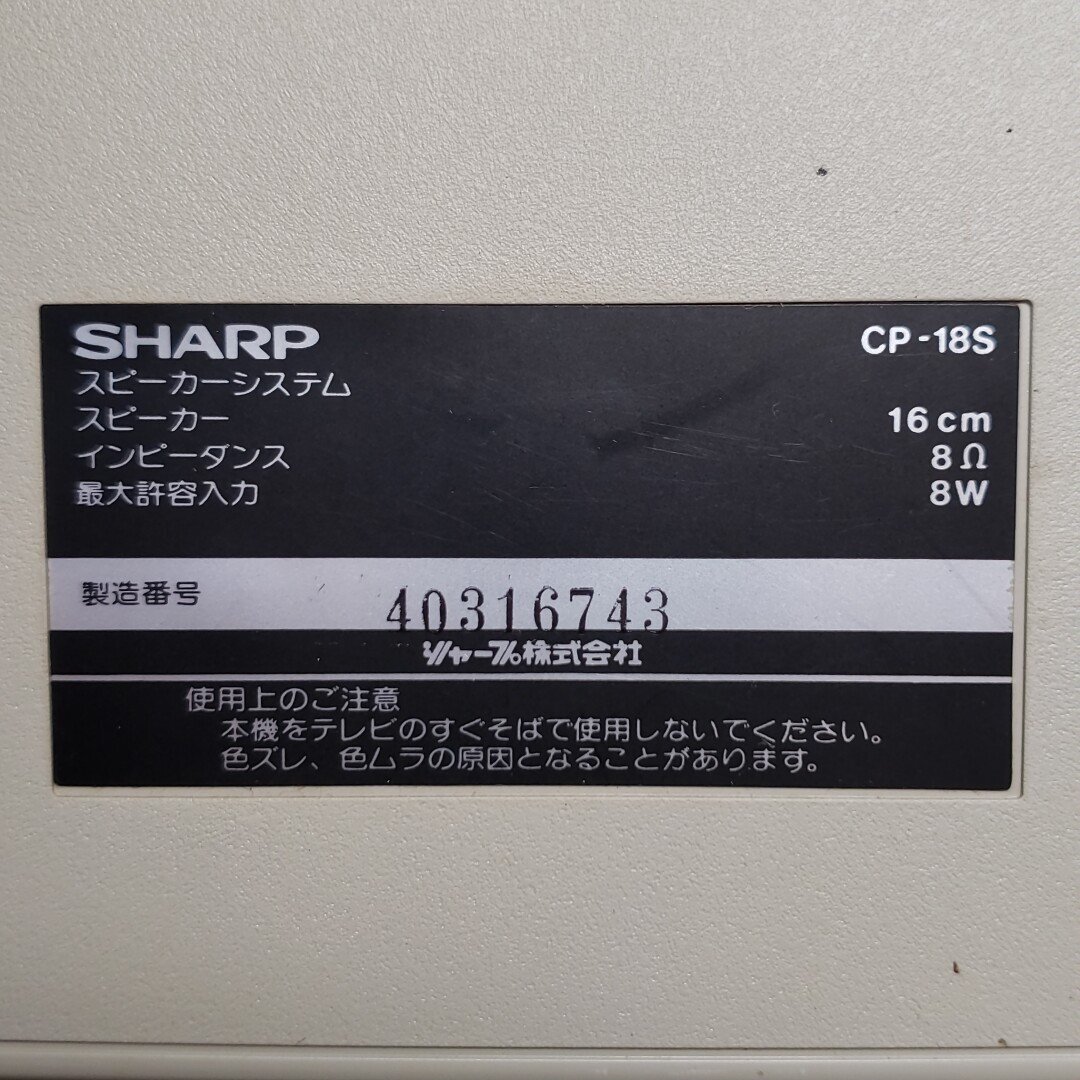 SHARP CP-18S
スピーカーシステム
スピーカー 16cm
インピーダンス 8Ω
最大許容入力 8W
製造番号 40316743
シャープ株式会社
使用上のご注意
本機をテレビのすぐそばで使用しないでください。
色ズレ、色ムラの原因となることがあります。